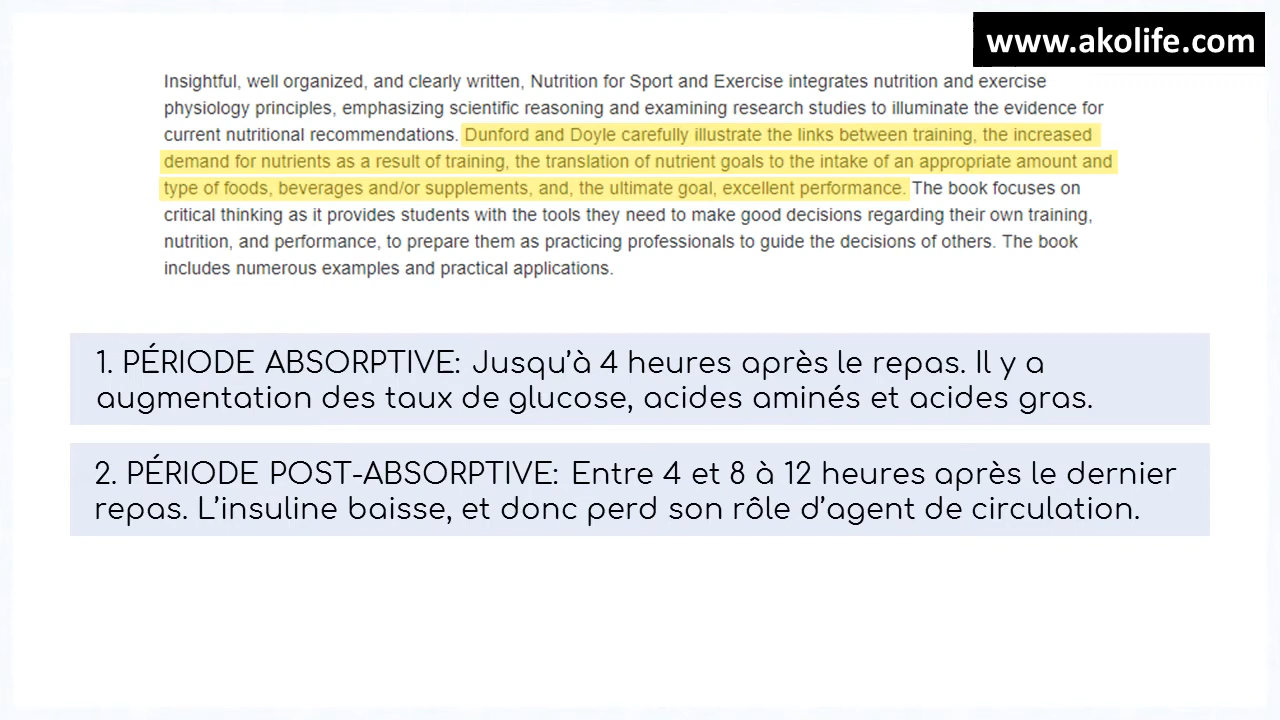 www.akolife.com
Insightful, well organized, and clearly written, Nutrition for Sport and Exercise integrates nutrition and exercise
physiology principles, emphasizing scientific reasoning and examining research studies to illuminate the evidence for
current nutritional recommendations. Dunford and Doyle carefully illustrate the links between training, the increased
demand for nutrients as a result of training, the translation of nutrient goals to the intake of an appropriate amount and
type of foods, beverages and/or supplements, and, the ultimate goal, excellent performance. The book focuses on
critical thinking as it provides students with the tools they need to make good decisions regarding their own training,
nutrition, and performance, to prepare them as practicing professionals to guide the decisions of others. The book
includes numerous examples and practical applications.
1. PÉRIODE ABSORPTIVE: Jusqu'à 4 heures après le repas. Il y a
augmentation des taux de glucose, acides aminés et acides gras.
2. PÉRIODE POST-ABSORPTIVE: Entre 4 et 8 à 12 heures après le dernier
repas. L'insuline baisse, et donc perd son rôle d'agent de circulation.